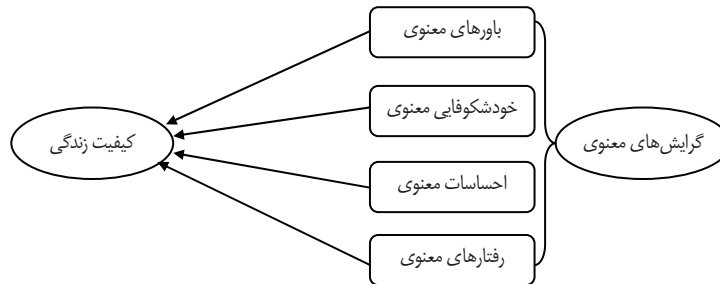 گرایش‌های معنوی
باورهای معنوی
خودشکوفایی معنوی
احساسات معنوی
رفتارهای معنوی
کیفیت زندگی